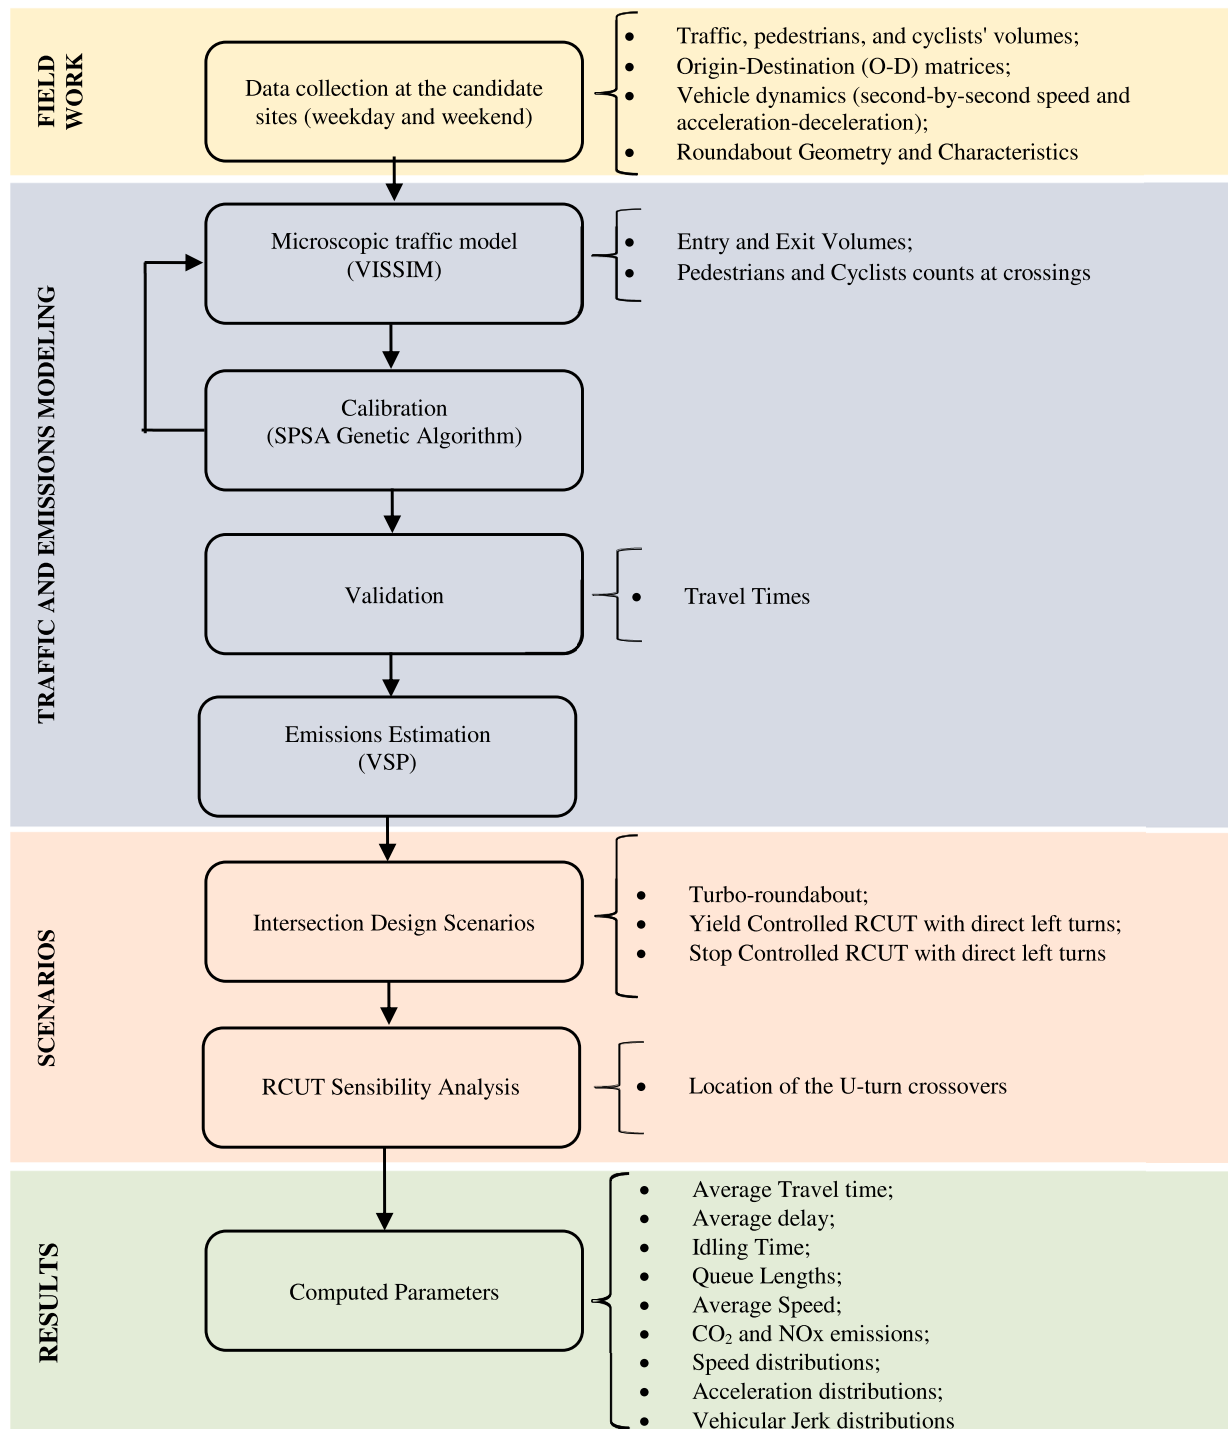 FIELD
WORK
Data collection at the candidate
sites (weekday and weekend)
• Traffic, pedestrians, and cyclists' volumes;
• Origin-Destination (O-D) matrices;
• Vehicle dynamics (second-by-second speed and
acceleration-deceleration);
• Roundabout Geometry and Characteristics
TRAFFIC AND EMISSIONS MODELING
Microscopic traffic model
(VISSIM)
• Entry and Exit Volumes;
• Pedestrians and Cyclists counts at crossings
Calibration
(SPSA Genetic Algorithm)
Validation
• Travel Times
Emissions Estimation
(VSP)
SCENARIOS
Intersection Design Scenarios
• Turbo-roundabout;
• Yield Controlled RCUT with direct left turns;
• Stop Controlled RCUT with direct left turns
RCUT Sensibility Analysis
• Location of the U-turn crossovers
RESULTS
Computed Parameters
• Average Travel time;
• Average delay;
• Idling Time;
• Queue Lengths;
• Average Speed;
• CO₂ and NOx emissions;
• Speed distributions;
• Acceleration distributions;
• Vehicular Jerk distributions